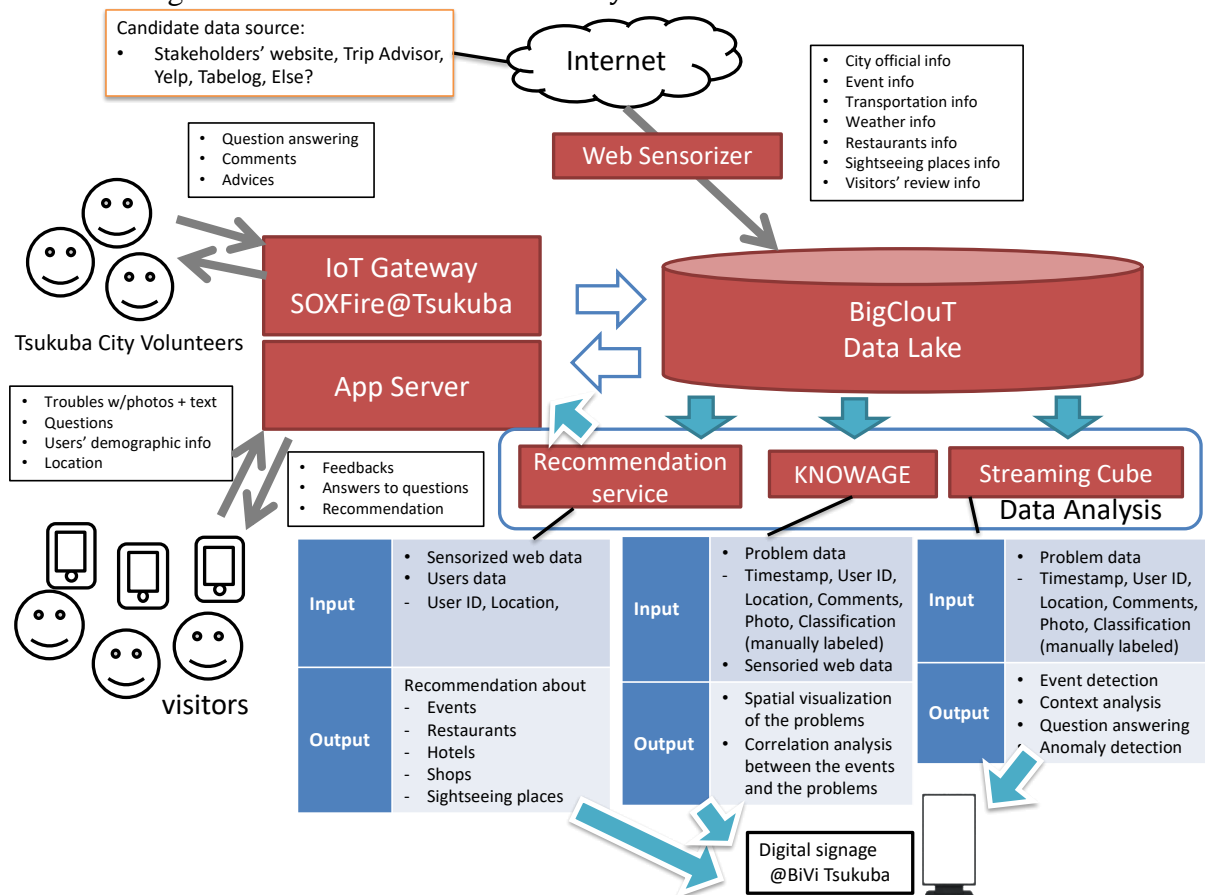 Candidate data source:
• Stakeholders' website, Trip Advisor,
Yelp, Tabelog, Else?
Internet
• City official info
• Event info
• Transportation info
• Weather info
• Restaurants info
• Sightseeing places info
• Visitors' review info
Web Sensorizer
• Question answering
• Comments
• Advices
Tsukuba City Volunteers
IoT Gateway
SOXFire@Tsukuba
App Server
BigClouT
Data Lake
• Troubles w/photos + text
• Questions
• Users' demographic info
• Location
• Feedbacks
• Answers to questions
• Recommendation
visitors
Recommendation
service
KNOWAGE
Streaming Cube
Data Analysis
Input
• Sensorized web data
• Users data
- User ID, Location,
Output
Recommendation about
- Events
- Restaurants
- Hotels
- Shops
- Sightseeing places
Input
• Problem data
- Timestamp, User ID,
Location, Comments,
Photo, Classification
(manually labeled)
• Sensoried web data
Output
• Spatial visualization
of the problems
• Correlation analysis
between the events
and the problems
Input
• Problem data
- Timestamp, User ID,
Location, Comments,
Photo, Classification
(manually labeled)
Output
• Event detection
• Context analysis
• Question answering
- Anomaly detection
Digital signage
@BiVi Tsukuba